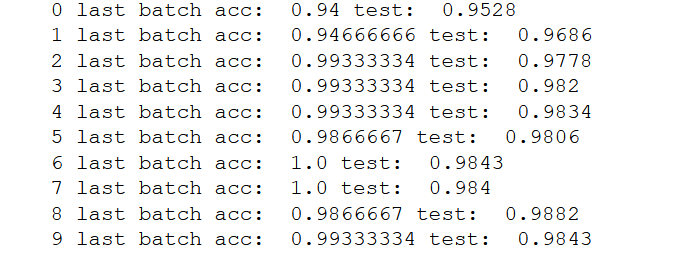 0 last batch acc:  0.94 test:  0.9528
1 last batch acc:  0.94666666 test:  0.9686
2 last batch acc:  0.99333334 test:  0.9778
3 last batch acc:  0.99333334 test:  0.982
4 last batch acc:  0.99333334 test:  0.9834
5 last batch acc:  0.9866667 test:  0.9806
6 last batch acc:  1.0 test:  0.9843
7 last batch acc:  1.0 test:  0.984
8 last batch acc:  0.9866667 test:  0.9882
9 last batch acc:  0.99333334 test:  0.9843